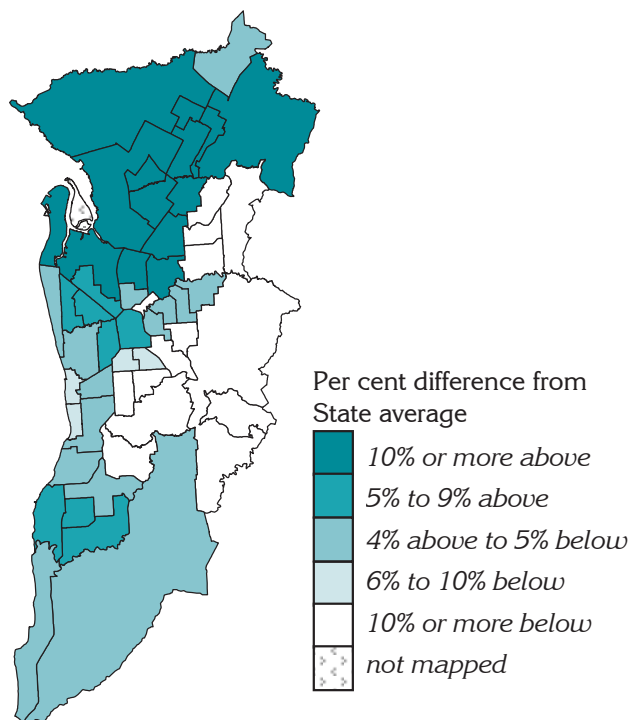 Per cent difference from
State average
10% or more above
5% to 9% above
4% above to 5% below
6% to 10% below
10% or more below
not mapped